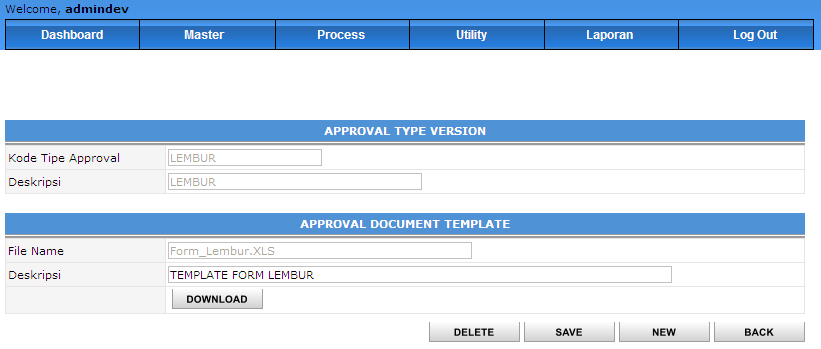 Welcome, admindev
Dashboard Master Process Utility Laporan Log Out
APPROVAL TYPE VERSION
Kode Tipe Approval LEMBUR
Deskripsi LEMBUR
APPROVAL DOCUMENT TEMPLATE
File Name Form_Lembur.XLS
Deskripsi TEMPLATE FORM LEMBUR
DOWNLOAD
DELETE SAVE NEW BACK